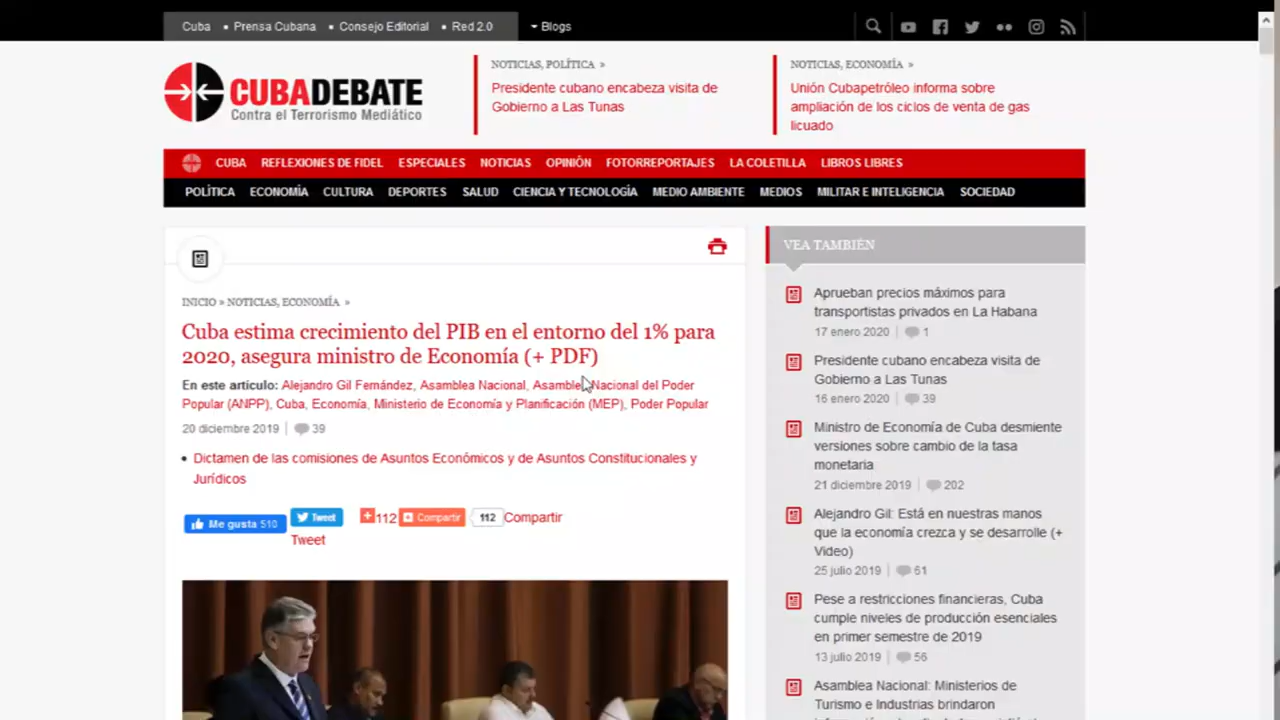 Cuba ▪ Prensa Cubana ▪ Consejo Editorial ▪ Red 2.0 Blogs
CUBADEBATE
Contra el Terrorismo Mediático
NOTICIAS, POLÍTICA »
Presidente cubano encabeza visita de
Gobierno a Las Tunas
NOTICIAS, ECONOMÍA »
Unión Cubapetróleo informa sobre
ampliación de los ciclos de venta de gas
licuado
CUBA REFLEXIONES DE FIDEL ESPECIALES NOTICIAS OPINIÓN FOTORREPORTAJES LA COLETILLA LIBROS LIBRES
POLÍTICA ECONOMÍA CULTURA DEPORTES SALUD CIENCIA Y TECNOLOGÍA MEDIO AMBIENTE MEDIOS MILITAR E INTELIGENCIA SOCIEDAD
INICIO » NOTICIAS, ECONOMÍA »
Cuba estima crecimiento del PIB en el entorno del 1% para
2020, asegura ministro de Economía (+ PDF)
En este artículo: Alejandro Gil Fernández, Asamblea Nacional, Asamblea Nacional del Poder
Popular (ANPP), Cuba, Economía, Ministerio de Economía y Planificación (MEP), Poder Popular
20 diciembre 2019 | 39
• Dictamen de las comisiones de Asuntos Económicos y de Asuntos Constitucionales y
Jurídicos
Me gusta 510 Tweet 112 Compartir 112 Compartir
Tweet
VEA TAMBIÉN
Aprueban precios máximos para
transportistas privados en La Habana
17 enero 2020 | 1
Presidente cubano encabeza visita de
Gobierno a Las Tunas
16 enero 2020 | 39
Ministro de Economía de Cuba desmiente
versiones sobre cambio de la tasa
monetaria
21 diciembre 2019 | 202
Alejandro Gil: Está en nuestras manos
que la economía crezca y se desarrolle (+
Video)
25 julio 2019 | 61
Pese a restricciones financieras, Cuba
cumple niveles de producción esenciales
en primer semestre de 2019
13 julio 2019 | 56
Asamblea Nacional: Ministerios de
Turismo e Industrias brindaron